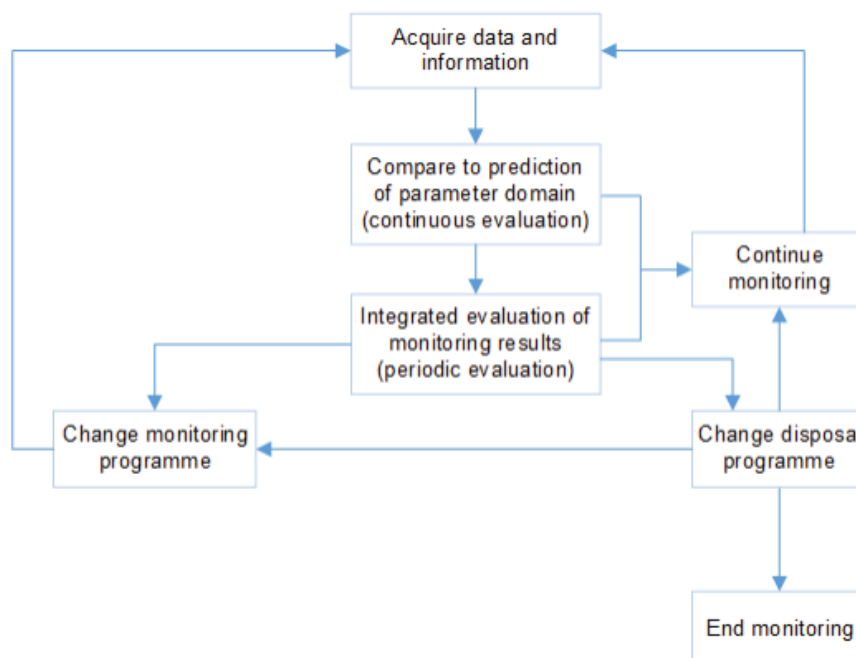 Acquire data and
information
Compare to prediction
of parameter domain
(continuous evaluation)
Continue
monitoring
Integrated evaluation of
monitoring results
(periodic evaluation)
Change monitoring
programme
Change disposa
programme
End monitoring